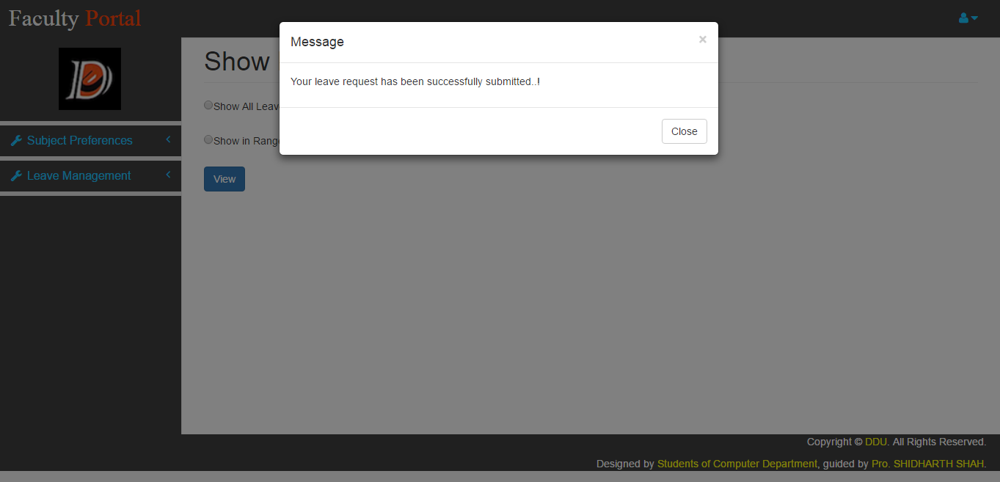 Faculty Portal
Message ×
Your leave request has been successfully submitted..!
Close
Show
Show All Leav
Show in Rang
View
Subject Preferences
Leave Management
Copyright © DDU. All Rights Reserved.
Designed by Students of Computer Department, guided by Pro. SHIDHARTH SHAH.